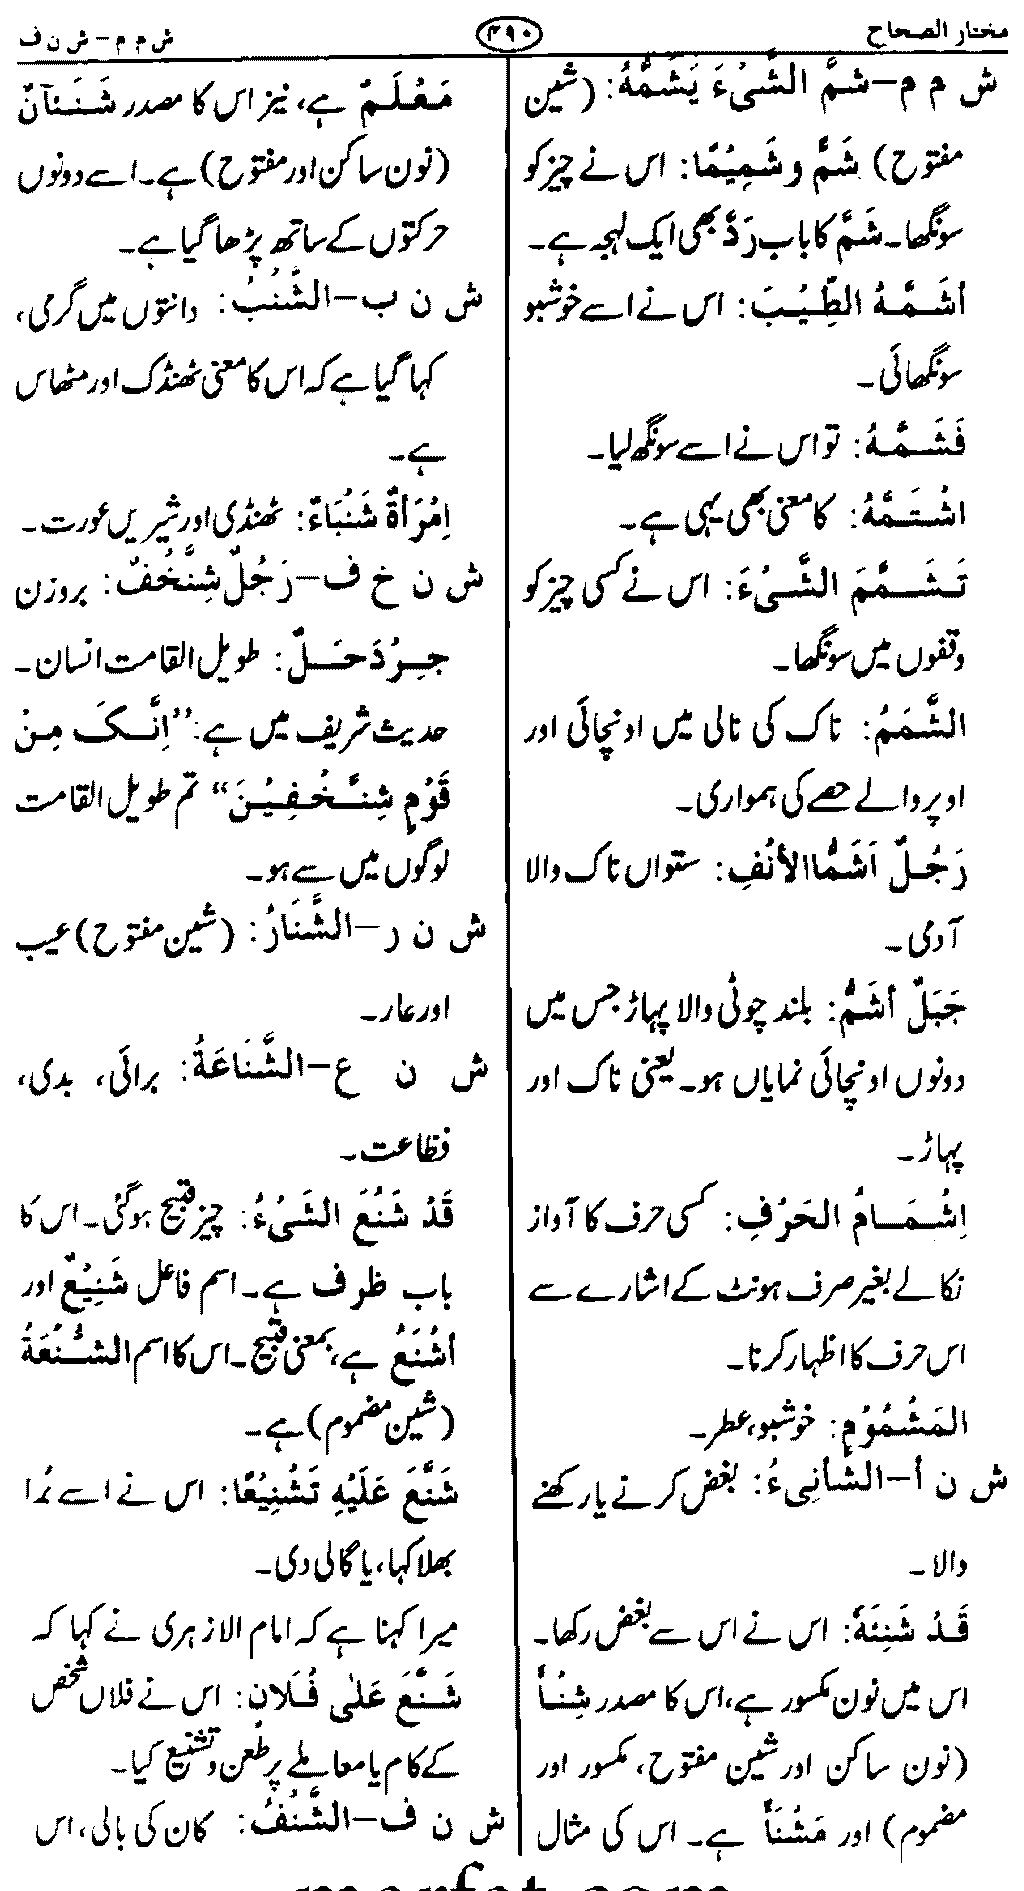 مختار الصحاح
۴۹۰
ش م م – ش ن ف
ش م م – شَمَّ الشَّیْءَ یَشَمُّهُ: (شین
مفتوح) شَمًّ و شَمِیْمًا: اس نے چیز کو
سونگھا۔ شَمَّ کا باب رَدَّ بھی ایک لہجہ ہے۔
أَشَمَّهُ الطِّیْبَ: اس نے اسے خوشبو
سونگھائی۔
فَشَمَّهُ: تو اس نے اسے سونگھ لیا۔
اشْتَمَّهُ: کا معنی بھی یہی ہے۔
تَشَمَّمَ الشَّیْءَ: اس نے کسی چیز کو
وقفوں میں سونگھا۔
الشَّمَمُ: ناک کی نالی میں اونچائی اور
اوپر والے حصے کی ہمواری۔
رَجُلٌ اَشَمُّ الأَنْفِ: ستواں ناک والا
آدمی۔
جَبَلٌ أَشَمُّ: بلند چوٹی والا پہاڑ جس میں
دونوں اونچائی نمایاں ہو۔ یعنی ناک اور
پہاڑ۔
اِشْمَامُ الحَرْفِ: کسی حرف کا آواز
نکالے بغیر صرف ہونٹ کے اشارے سے
اس حرف کا اظہار کرنا۔
المَشْمُوْمِ: خوشبو، عطر۔
ش ن أ – الشَّانِیءُ: بغض کرنے یا رکھنے
والا۔
قَدْ شَنِئَهُ: اس نے اس سے بغض رکھا۔
اس میں نون مکسور ہے، اس کا مصدر شِنْأً
(نون ساکن اور شین مفتوح، مکسور اور
مضموم) اور مَشْنَأً ہے۔ اس کی مثال
مَعْلَمٌ ہے، نیز اس کا مصدر شَنَئآنٌ
(نون ساکن اور مفتوح) ہے۔ اسے دونوں
حرکتوں کے ساتھ پڑھا گیا ہے۔
ش ن ب – الشَّنُبُ: دانتوں میں گرمی،
کہا گیا ہے کہ اس کا معنی ٹھنڈک اور مٹھاس
ہے۔
اِمْرَأةٌ شَنْبَاءٌ: ٹھنڈی اور شیریں عورت۔
ش ن خ ف – رَجُلٌ شِنَّخْفٌ: بروزن
جِرْدَحَلٌ: طویل القامت انسان۔
حدیث شریف میں ہے: ”اِنَّکَ مِنْ
قَوْمٍ شِنَّخْفِیْنَ“ تم طویل القامت
لوگوں میں سے ہو۔
ش ن ر – الشَّنَارُ: (شین مفتوح) عیب
اور عار۔
ش ن ع – الشَّنَاعَةُ: برائی، بدی،
فظاعت۔
قَدْ شَنُعَ الشَّیْءُ: چیز قبیح ہوگئی۔ اس کا
باب ظرف ہے۔ اسم فاعل شَنِیْعٌ اور
أَشْنَعُ ہے، بمعنی قبیح۔ اس کا اسم الشُّنْعَةُ
(شین مضموم) ہے۔
شَنَّعَ عَلَیْهِ تَشْنِیْعًا: اس نے اسے بُرا
بھلا کہا، یا گالی دی۔
میرا کہنا ہے کہ امام الازہری نے کہا کہ
شَنَّعَ عَلٰی فُلَانٍ: اس نے فلاں شخص
کے کام یا معاملے پر طعن و تشنیع کیا۔
ش ن ف – الشَّنْفُ: کان کی بالی، اس